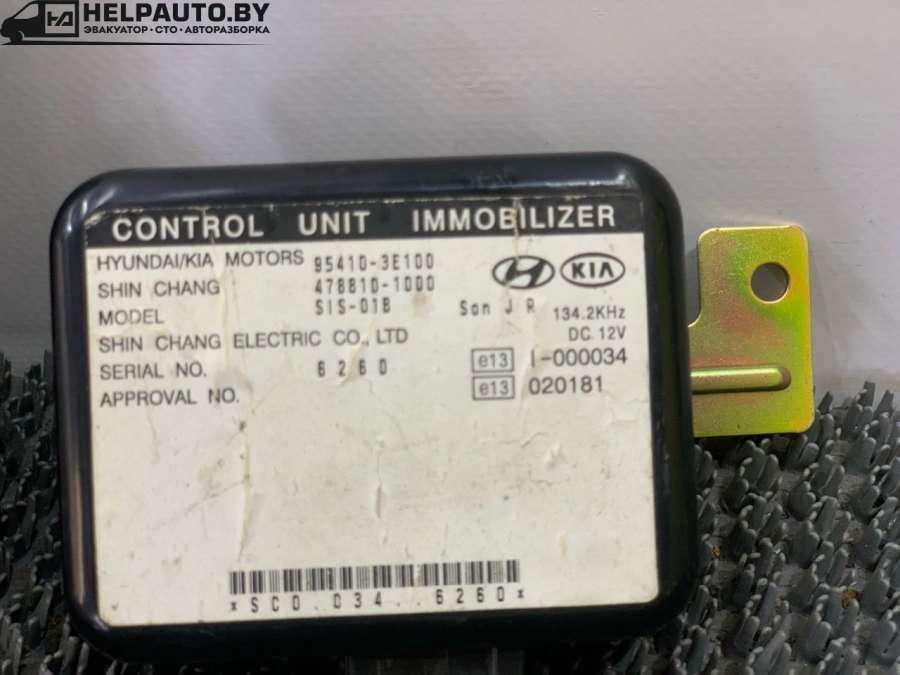 HELPAUTO.BY
ЭВАКУАТОР · СТО · АВТОРАЗБОРКА
CONTROL UNIT IMMOBILIZER
HYUNDAI/KIA MOTORS 95410-3E100
SHIN CHANG 478810-1000
MODEL SIS-01B Son J R 134.2KHz
DC. 12V
SHIN CHANG ELECTRIC CO., LTD
SERIAL NO. 6260 e13 I-000034
APPROVAL NO. e13 020181
KIA
*SC0.034..6260*